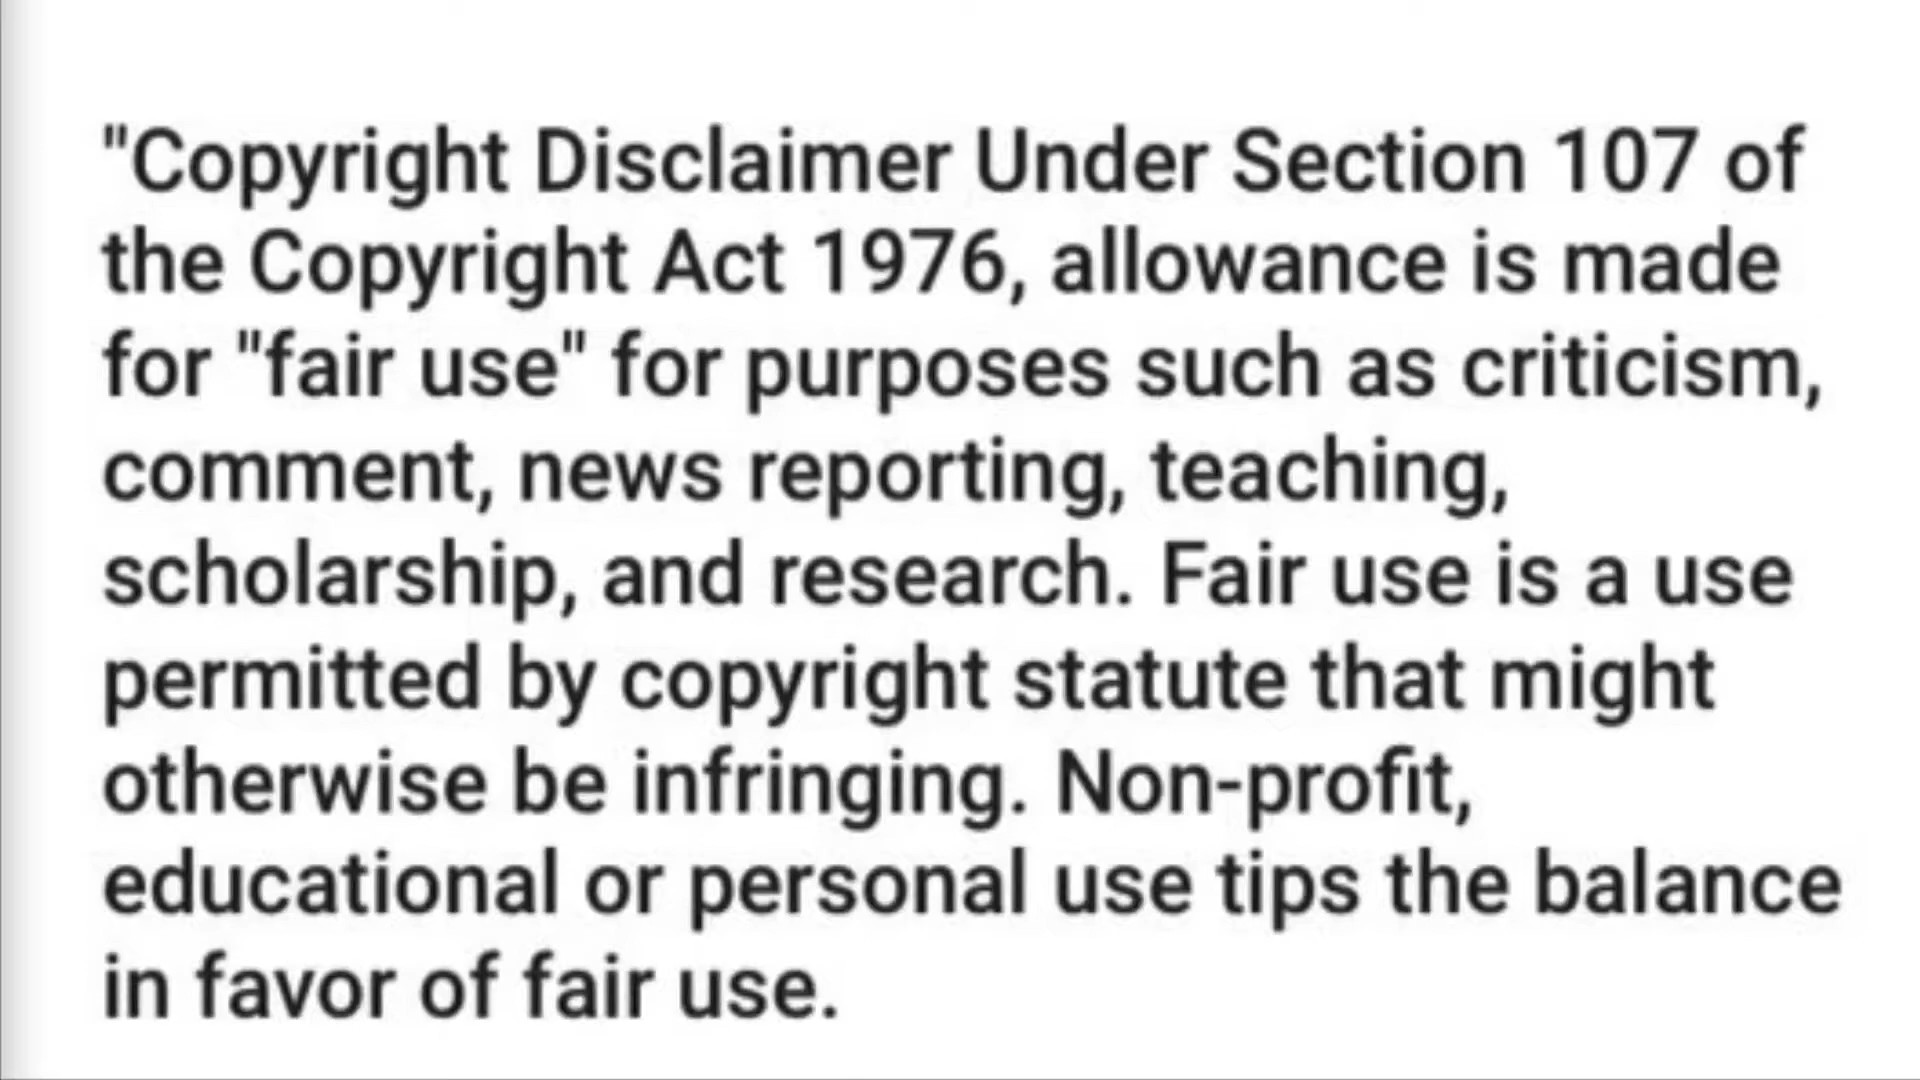 "Copyright Disclaimer Under Section 107 of
the Copyright Act 1976, allowance is made
for "fair use" for purposes such as criticism,
comment, news reporting, teaching,
scholarship, and research. Fair use is a use
permitted by copyright statute that might
otherwise be infringing. Non-profit,
educational or personal use tips the balance
in favor of fair use.